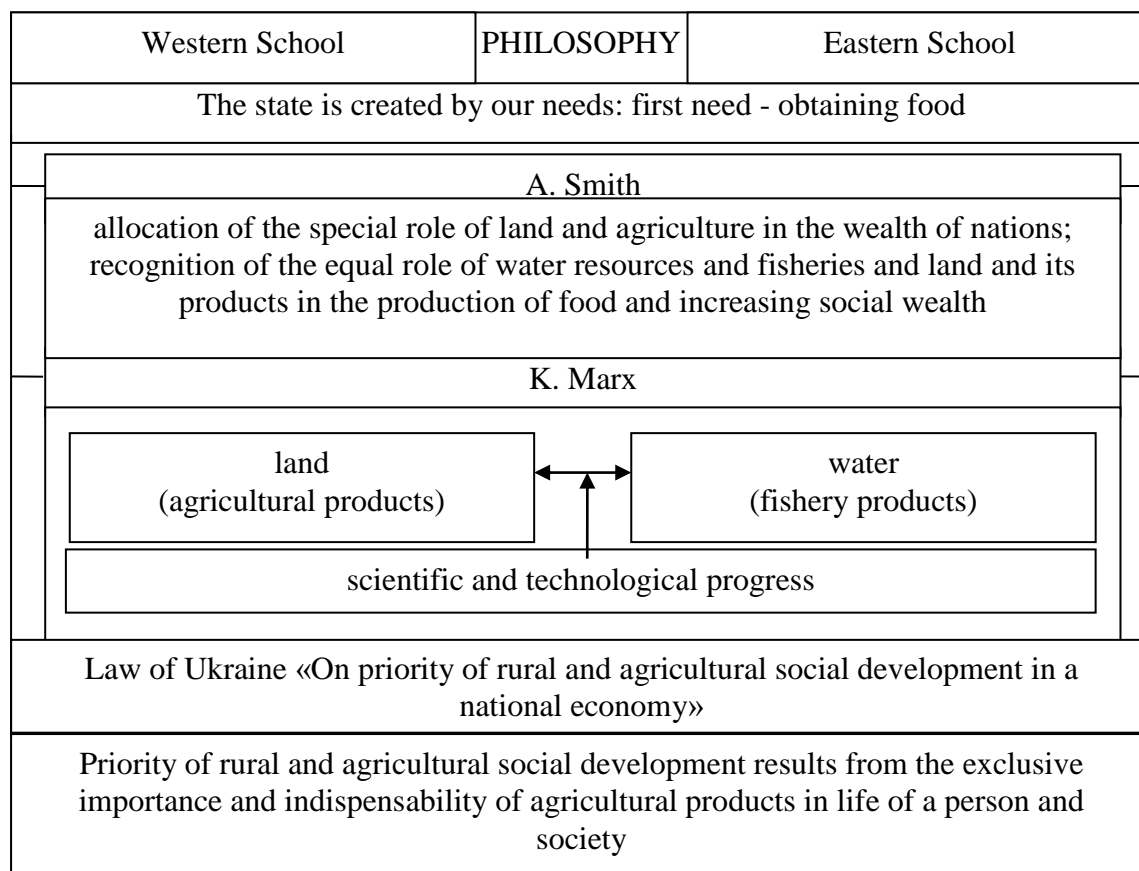 Western School PHILOSOPHY Eastern School
The state is created by our needs: first need - obtaining food
A. Smith
allocation of the special role of land and agriculture in the wealth of nations;
recognition of the equal role of water resources and fisheries and land and its
products in the production of food and increasing social wealth
K. Marx
land
(agricultural products)
water
(fishery products)
scientific and technological progress
Law of Ukraine «On priority of rural and agricultural social development in a
national economy»
Priority of rural and agricultural social development results from the exclusive
importance and indispensability of agricultural products in life of a person and
society